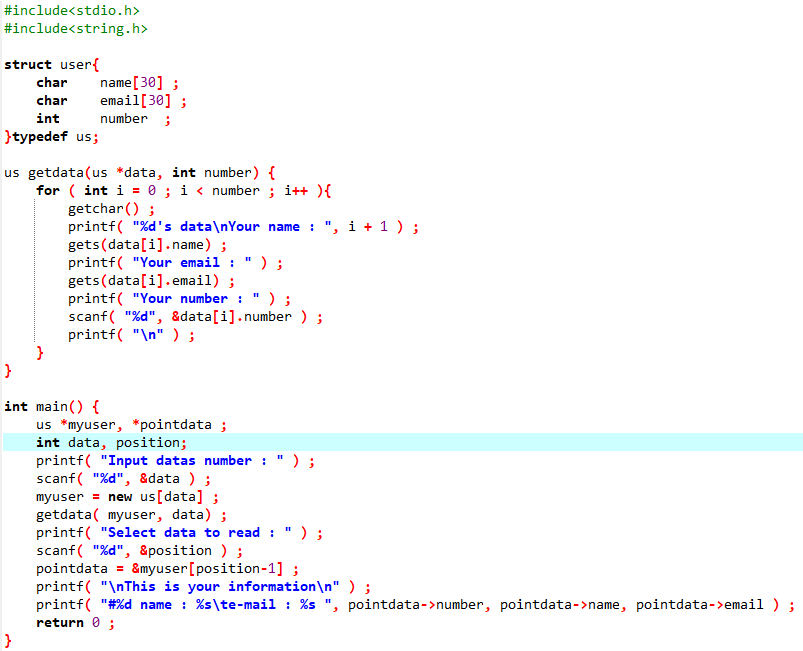 #include<stdio.h>
#include<string.h>
struct user{
char name[30] ;
char email[30] ;
int number ;
}typedef us;
us getdata(us *data, int number) {
for ( int i = 0 ; i < number ; i++ ){
getchar() ;
printf( "%d's data\nYour name : ", i + 1 ) ;
gets(data[i].name) ;
printf( "Your email : " ) ;
gets(data[i].email) ;
printf( "Your number : " ) ;
scanf( "%d", &data[i].number ) ;
printf( "\n" ) ;
}
}
int main() {
us *myuser, *pointdata ;
int data, position;
printf( "Input datas number : " ) ;
scanf( "%d", &data ) ;
myuser = new us[data] ;
getdata( myuser, data) ;
printf( "Select data to read : " ) ;
scanf( "%d", &position ) ;
pointdata = &myuser[position-1] ;
printf( "\nThis is your information\n" ) ;
printf( "#%d name : %s\te-mail : %s ", pointdata->number, pointdata->name, pointdata->email ) ;
return 0 ;
}